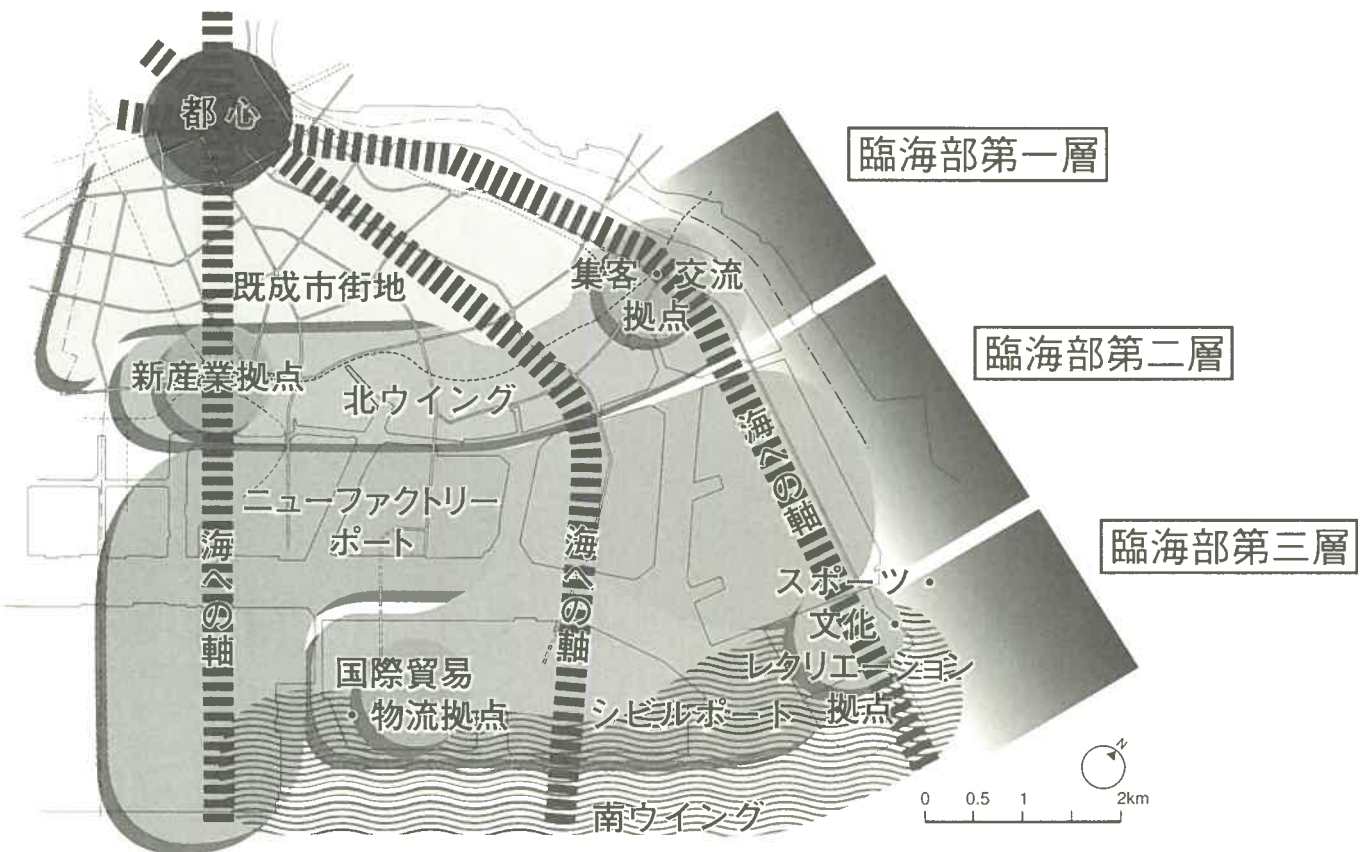 都心
臨海部第一層
集客・交流
拠点
既成市街地
臨海部第二層
新産業拠点
北ウイング
海への軸
ニューファクトリー
ポート
海への軸
海への軸
臨海部第三層
スポーツ・
文化・
レクリエーション
拠点
国際貿易
・物流拠点
シビルポート
南ウイング
N
0 0.5 1 2km